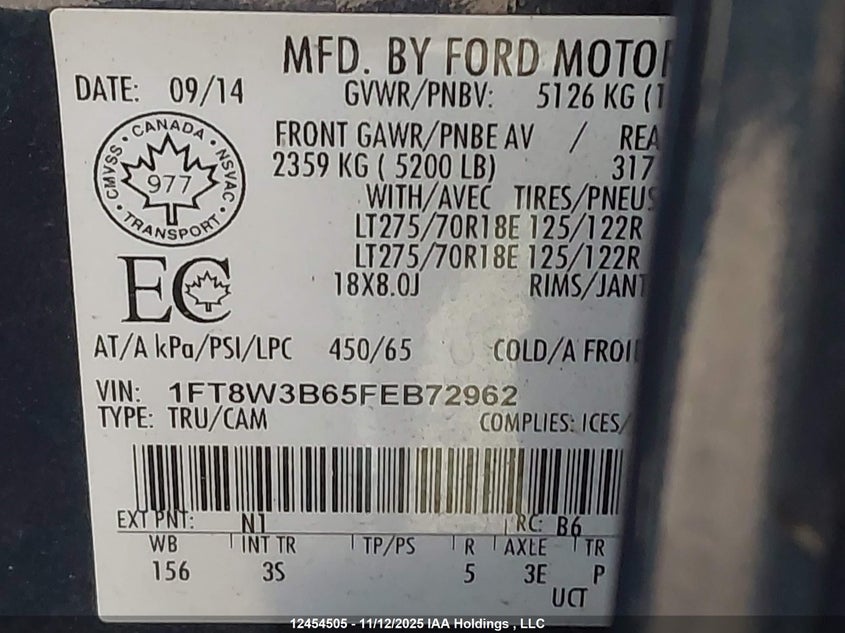 MFD. BY FORD MOTOR
DATE: 09/14 GVWR/PNBV: 5126 KG (1
FRONT GAWR/PNBE AV / REA
2359 KG ( 5200 LB) 317
WITH/AVEC TIRES/PNEUS
LT275/70R18E 125/122R
LT275/70R18E 125/122R
18X8.0J RIMS/JANT
CMVSS • CANADA • NSVAC • TRANSPORT •
977
EC
AT/A kPa/PSI/LPC 450/65 COLD/A FROI
VIN: 1FT8W3B65FEB72962
TYPE: TRU/CAM COMPLIES: ICES/
EXT PNT: N1 RC: B6
WB INT TR TP/PS R AXLE TR
156 3S 5 3E P
UCT
12454505 - 11/12/2025 IAA Holdings , LLC